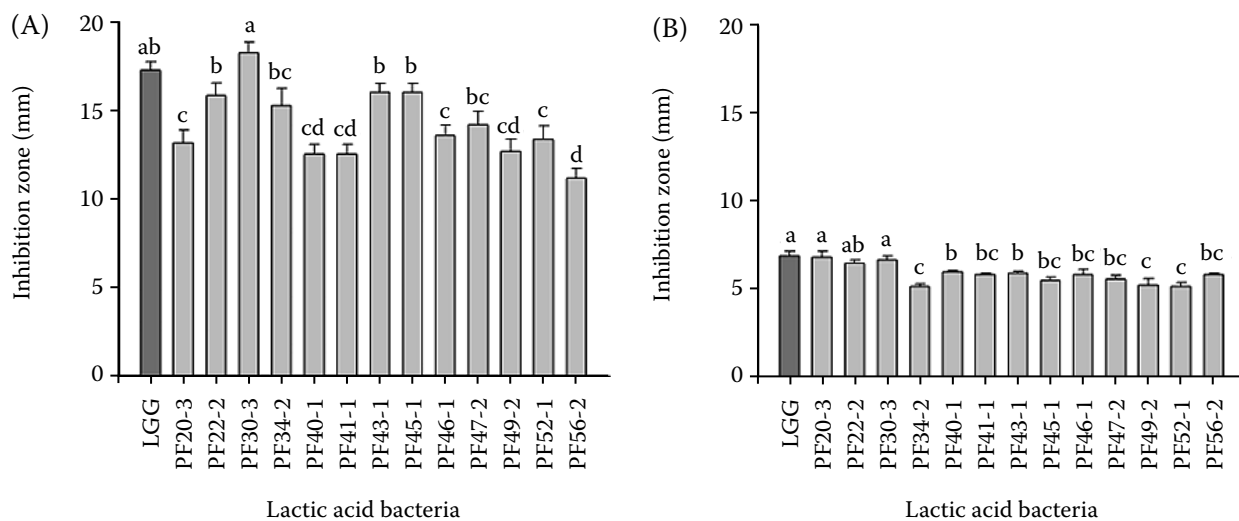 (A)
Inhibition zone (mm)
20
15
10
5
0
ab
c
b
a
bc
cd
cd
b
b
c
bc
cd
c
d
LGG
PF20-3
PF22-2
PF30-3
PF34-2
PF40-1
PF41-1
PF43-1
PF45-1
PF46-1
PF47-2
PF49-2
PF52-1
PF56-2
Lactic acid bacteria
(B)
Inhibition zone (mm)
20
15
10
5
0
a
a
ab
a
c
b
bc
b
bc
bc
bc
c
c
bc
LGG
PF20-3
PF22-2
PF30-3
PF34-2
PF40-1
PF41-1
PF43-1
PF45-1
PF46-1
PF47-2
PF49-2
PF52-1
PF56-2
Lactic acid bacteria